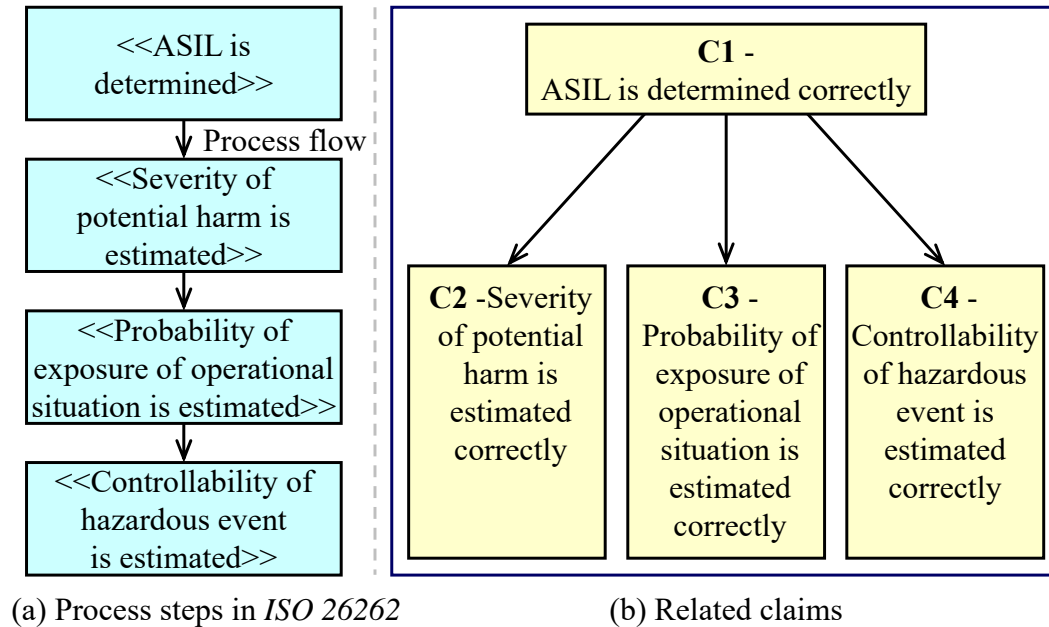 <<ASIL is
determined>>
Process flow
<<Severity of
potential harm is
estimated>>
<<Probability of
exposure of operational
situation is estimated>>
<<Controllability of
hazardous event
is estimated>>
(a) Process steps in ISO 26262
C1 -
ASIL is determined correctly
C2 -Severity
of potential
harm is
estimated
correctly
C3 -
Probability of
exposure of
operational
situation is
estimated
correctly
C4 -
Controllability
of hazardous
event is
estimated
correctly
(b) Related claims